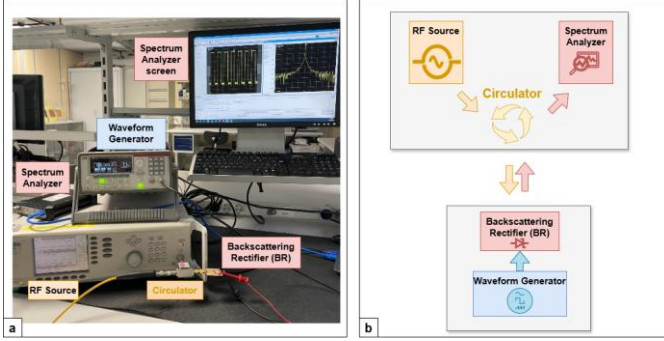 Spectrum
Analyzer
screen
Waveform
Generator
Spectrum
Analyzer
Backscattering
Rectifier (BR)
RF Source
Circulator
a
RF Source
Spectrum
Analyzer
Circulator
Backscattering
Rectifier (BR)
Waveform Generator
b